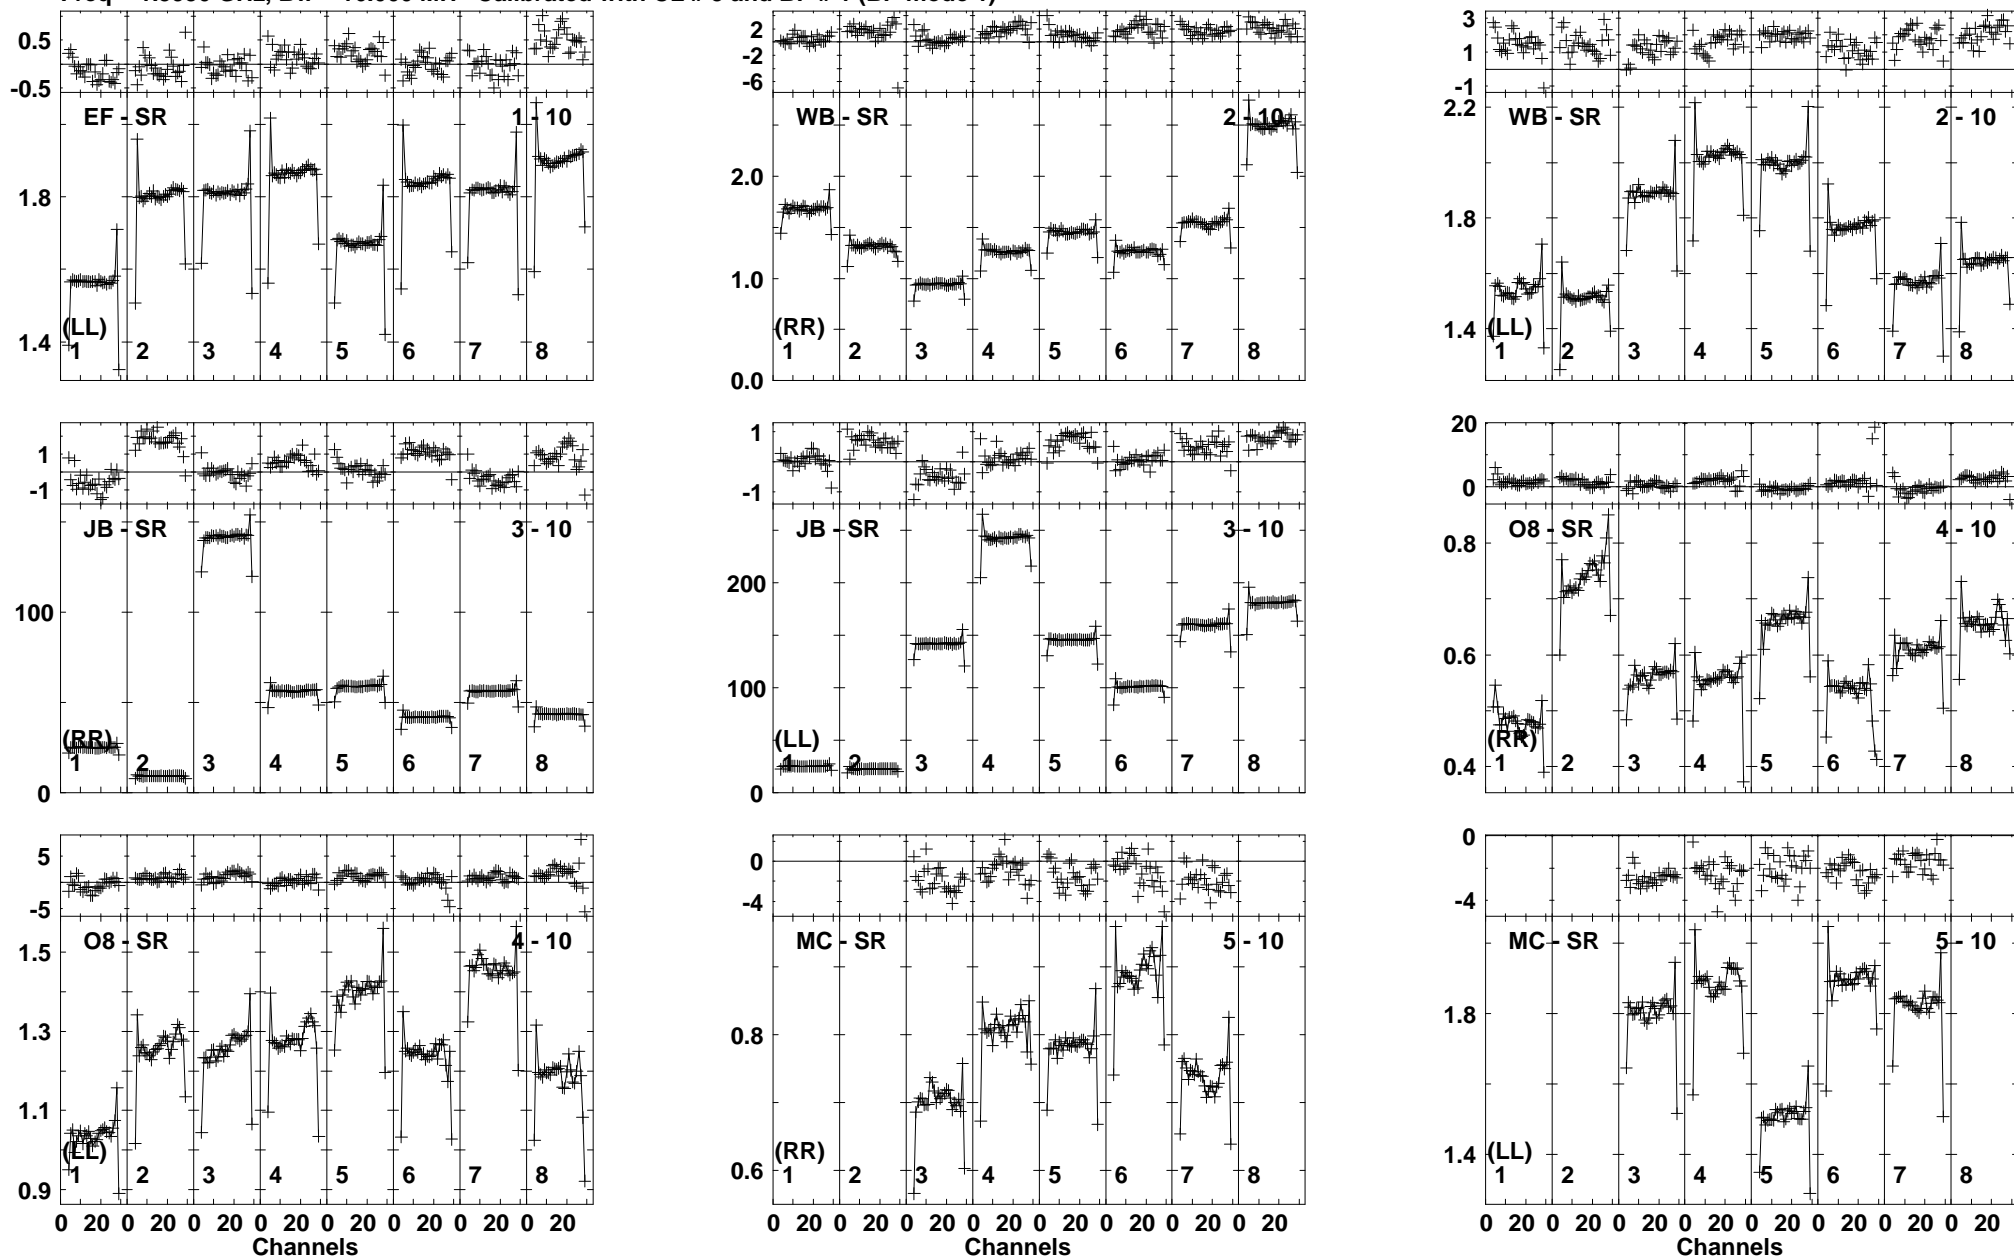 0.5
-0.5
EF - SR
1 - 10
1.8
1.4
(LL)
1 2 3 4 5 6 7 8
2
-2
-6
WB - SR
2 - 10
2.0
1.0
0.0
(RR)
1 2 3 4 5 6 7 8
3
1
-1
WB - SR
2 - 10
2.2
1.8
1.4
(LL)
1 2 3 4 5 6 7 8
1
-1
JB - SR
3 - 10
100
0
(RR)
1 2 3 4 5 6 7 8
1
-1
JB - SR
3 - 10
200
100
0
(LL)
1 2 3 4 5 6 7 8
20
0
O8 - SR
4 - 10
0.8
0.6
0.4
(RR)
1 2 3 4 5 6 7 8
5
-5
O8 - SR
4 - 10
1.5
1.3
1.1
0.9
(LL)
1 2 3 4 5 6 7 8
0 20 0 20 0 20 0 20 0 20 0 20 0 20 0 20
Channels
0
-4
MC - SR
5 - 10
0.8
0.6
(RR)
1 2 3 4 5 6 7 8
0 20 0 20 0 20 0 20 0 20 0 20 0 20 0 20
Channels
0
-4
MC - SR
5 - 10
1.8
1.4
(LL)
1 2 3 4 5 6 7 8
0 20 0 20 0 20 0 20 0 20 0 20 0 20 0 20
Channels